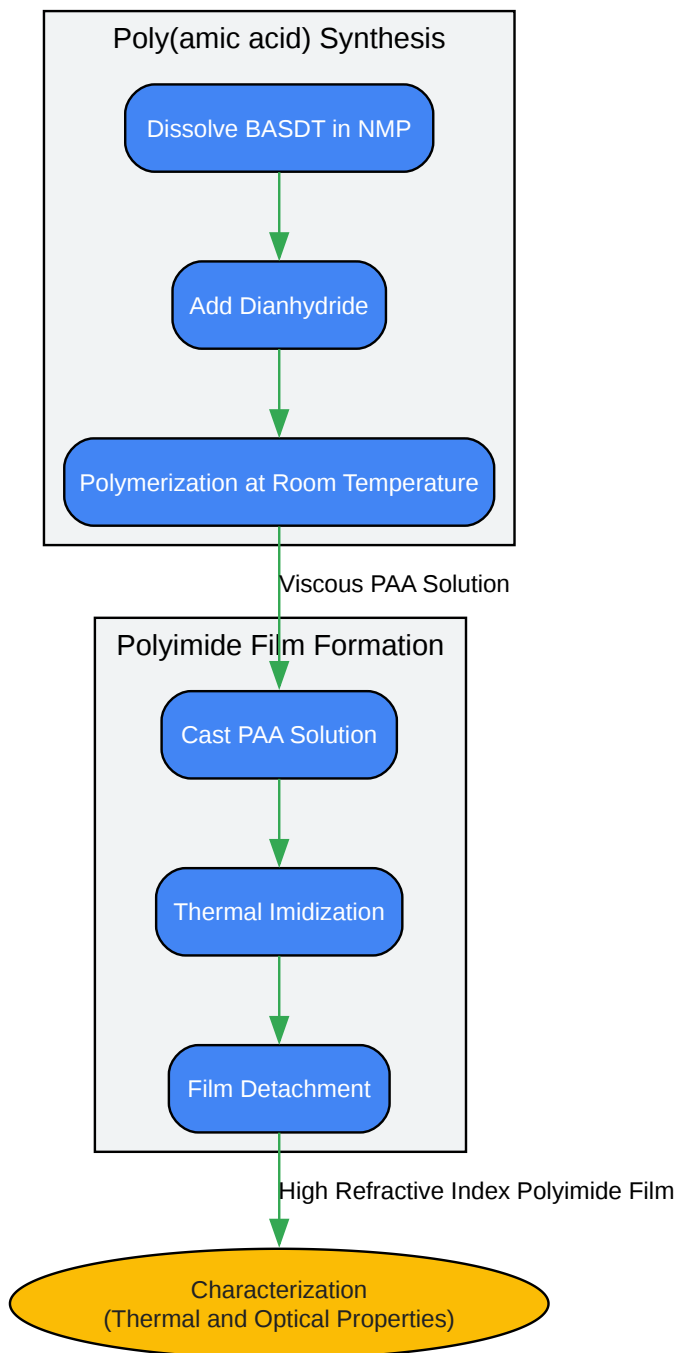 Poly(amic acid) Synthesis
Dissolve BASDT in NMP
Add Dianhydride
Polymerization at Room Temperature
Viscous PAA Solution
Polyimide Film Formation
Cast PAA Solution
Thermal Imidization
Film Detachment
High Refractive Index Polyimide Film
Characterization
(Thermal and Optical Properties)